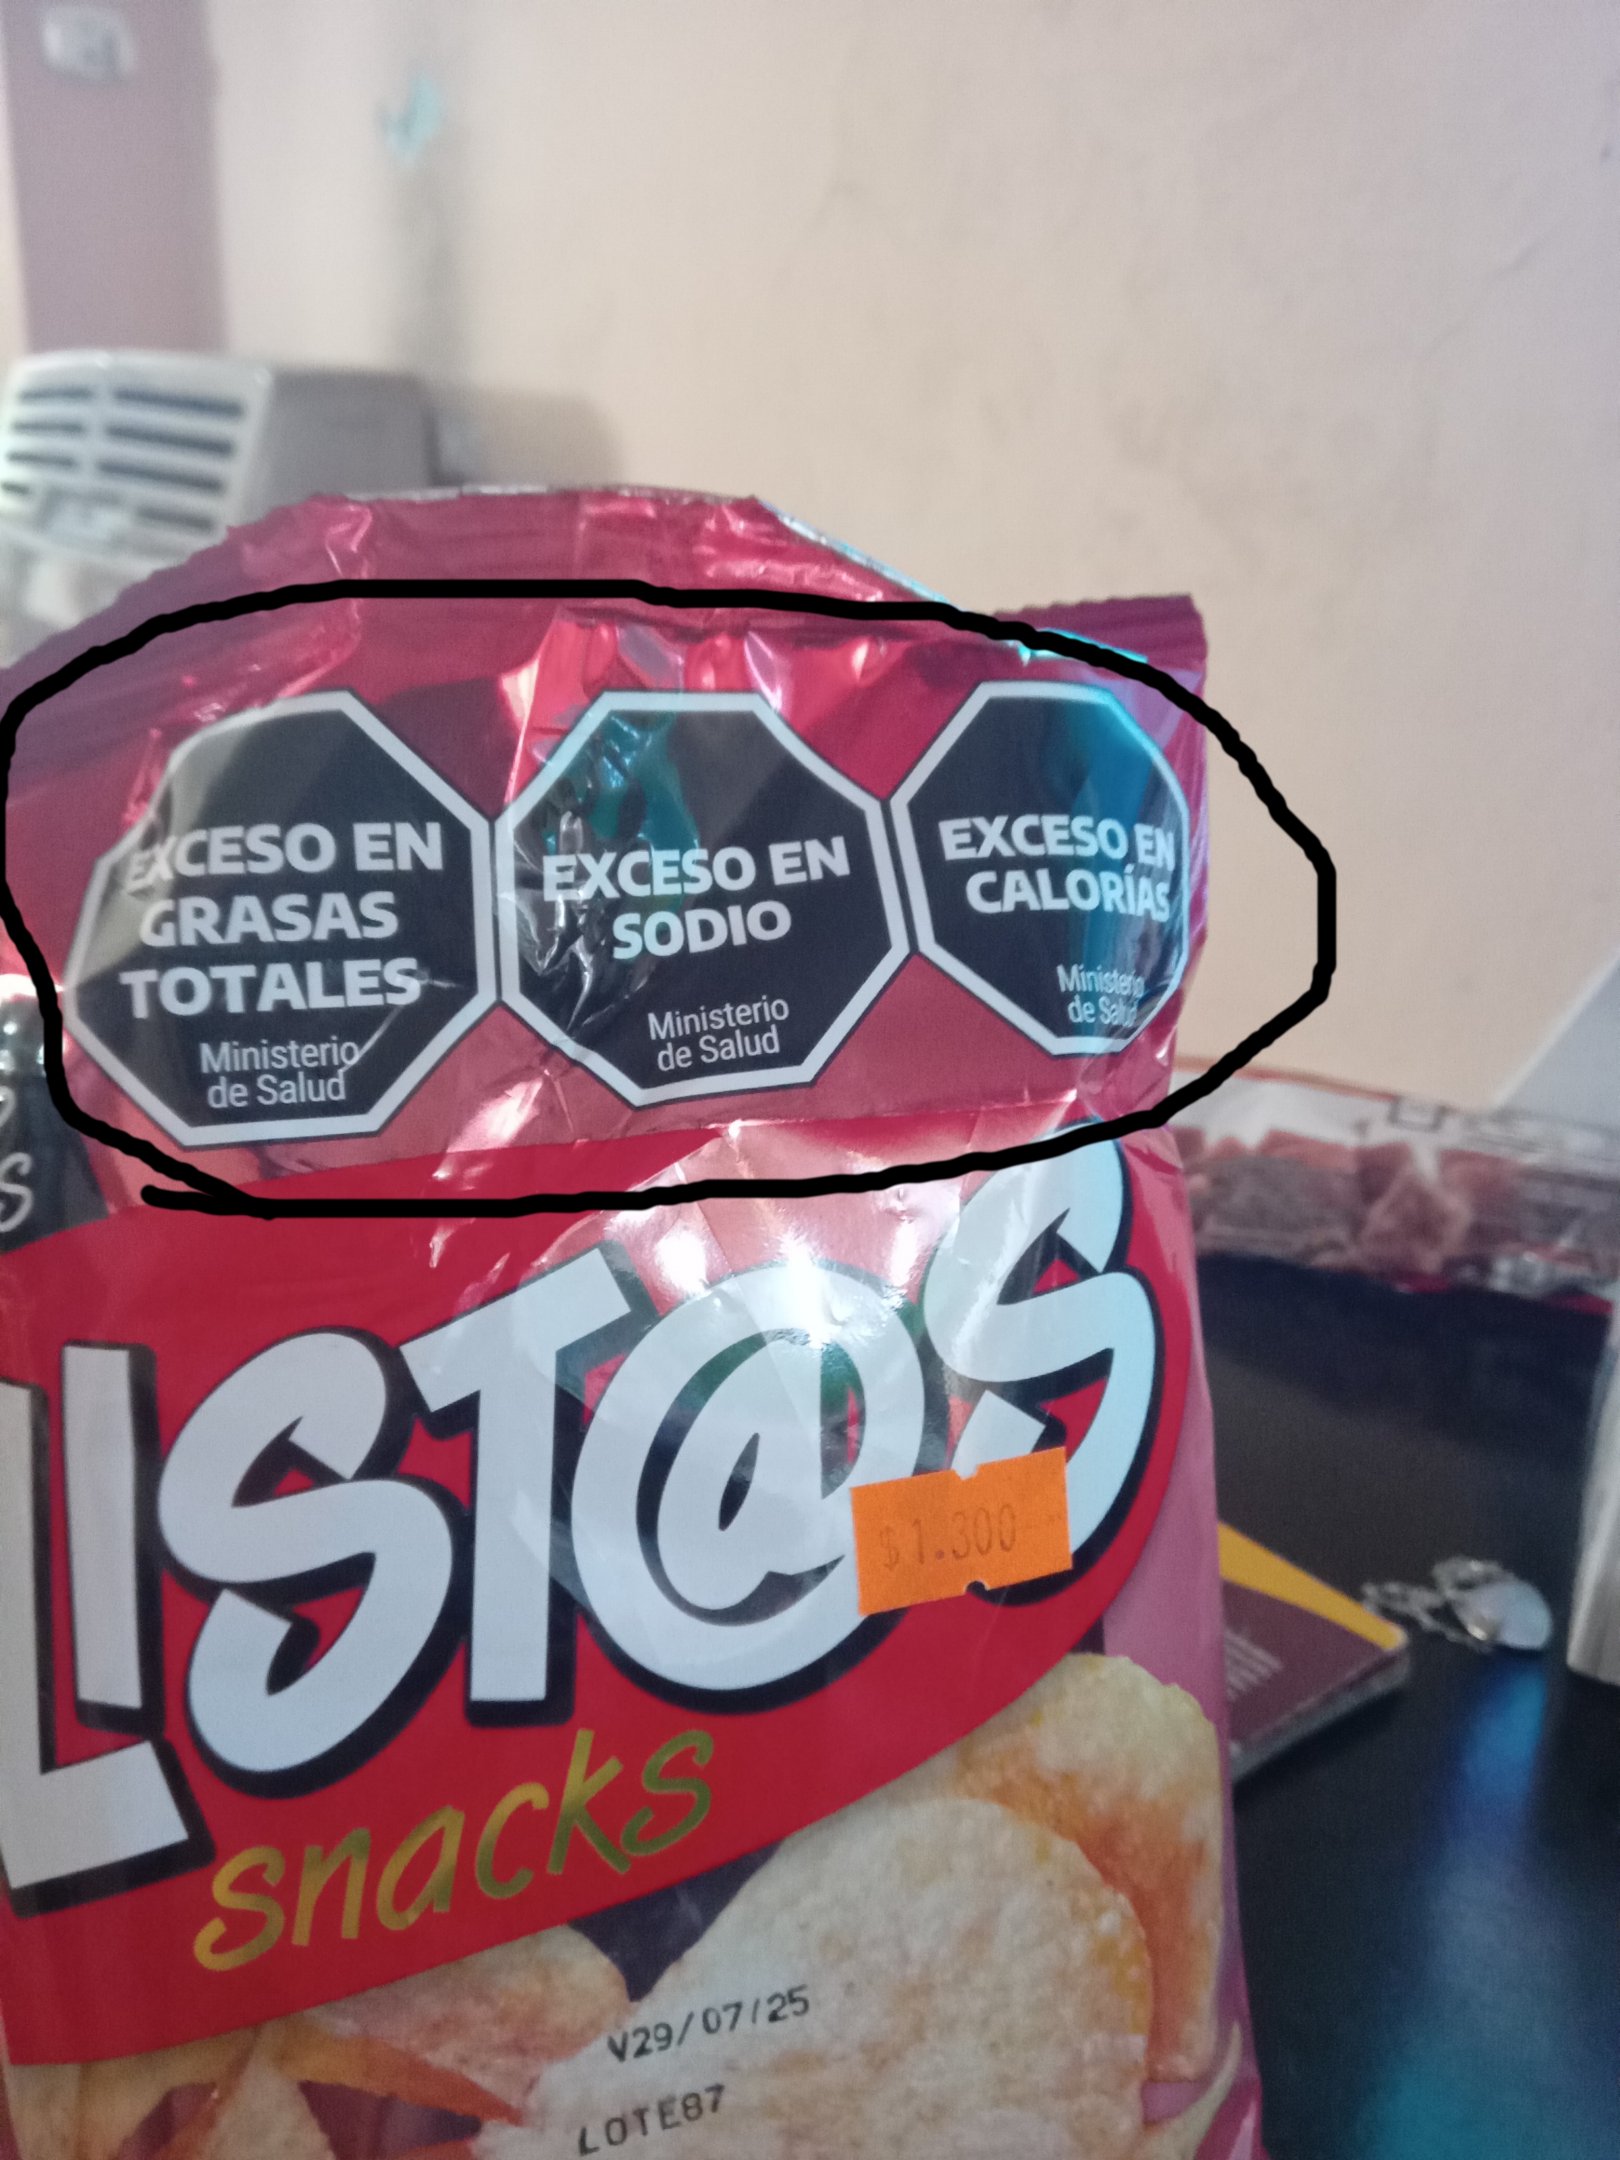 EXCESO EN
GRASAS
TOTALES
Ministerio
de Salud
EXCESO EN
SODIO
Ministerio
de Salud
EXCESO EN
CALORÍAS
Ministerio
de Salud
LIST@S
snacks
$1.300
V29/07/25
LOTE87